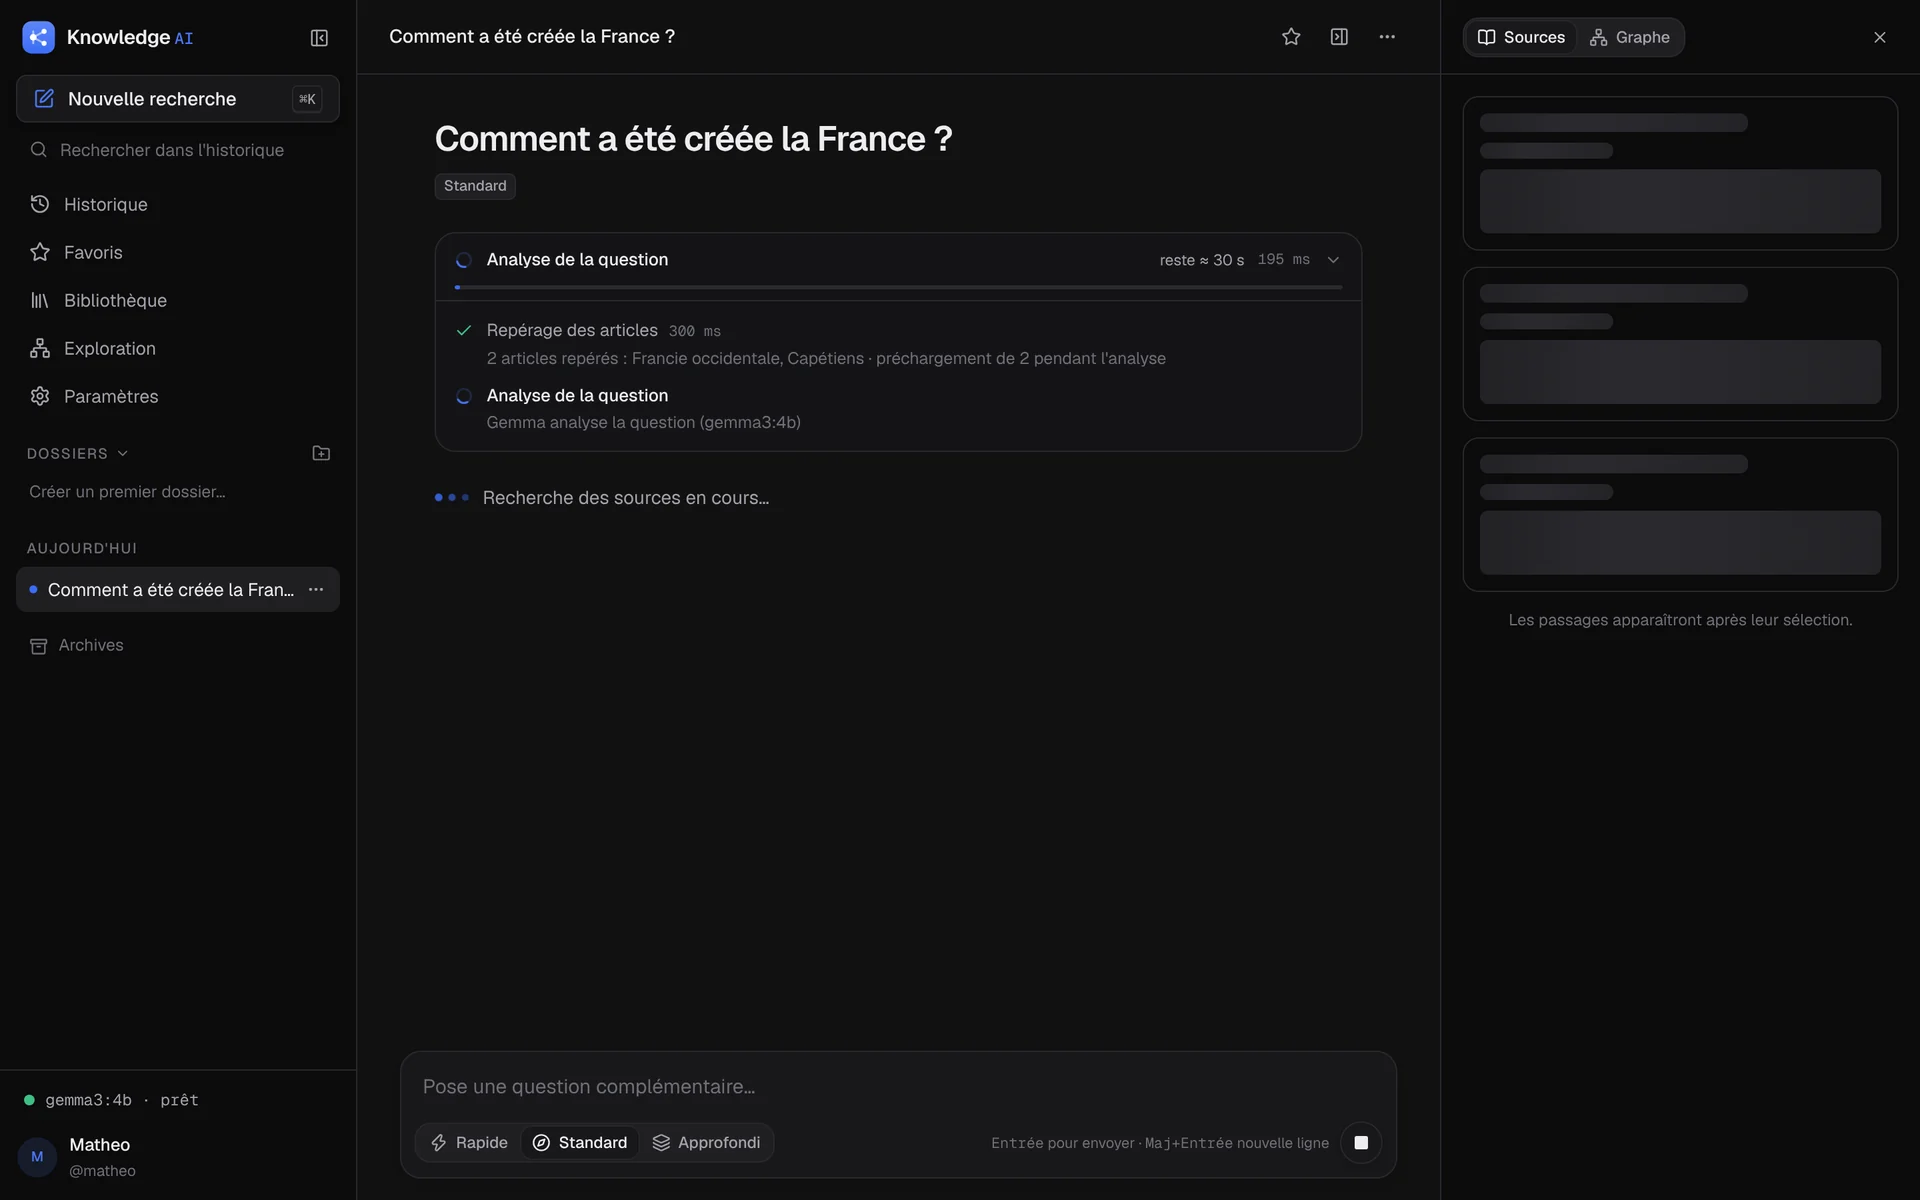 Knowledge AI
Nouvelle recherche ⌘K
Rechercher dans l'historique
Historique
Favoris
Bibliothèque
Exploration
Paramètres
DOSSIERS
Créer un premier dossier...
AUJOURD'HUI
Comment a été créée la Fran... ...
Archives
gemma3:4b · prêt
M
Matheo
@matheo
Comment a été créée la France ?
Comment a été créée la France ?
Standard
Analyse de la question reste ≈ 30 s 195 ms
Repérage des articles 300 ms
2 articles repérés : Francie occidentale, Capétiens · préchargement de 2 pendant l'analyse
Analyse de la question
Gemma analyse la question (gemma3:4b)
Recherche des sources en cours...
Pose une question complémentaire...
Rapide Standard Approfondi
Entrée pour envoyer · Maj+Entrée nouvelle ligne
Sources Graphe
Les passages apparaîtront après leur sélection.